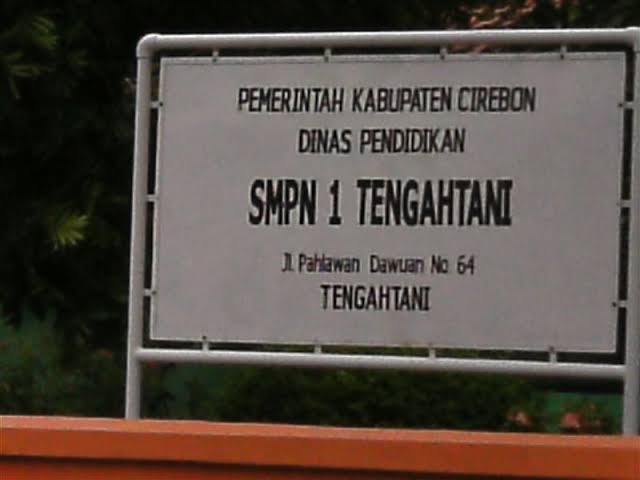 PEMERINTAH KABUPATEN CIREBON
DINAS PENDIDIKAN
SMPN 1 TENGAHTANI
Jl. Pahlawan Dawuan No 64
TENGAHTANI